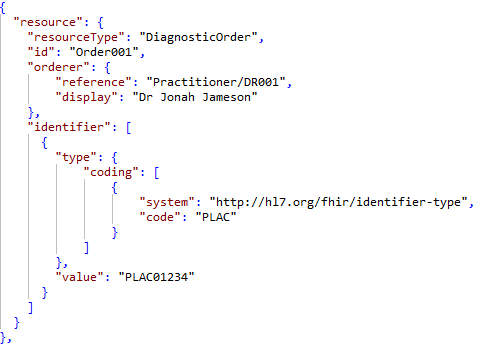 {
  "resource": {
    "resourceType": "DiagnosticOrder",
    "id": "Order001",
    "orderer": {
        "reference": "Practitioner/DR001",
        "display": "Dr Jonah Jameson"
    },
    "identifier": [
      {
        "type": {
            "coding": [
                {
                    "system": "http://hl7.org/fhir/identifier-type",
                    "code": "PLAC"
                }
            ]
        },
        "value": "PLAC01234"
      }
    ]
  }
},